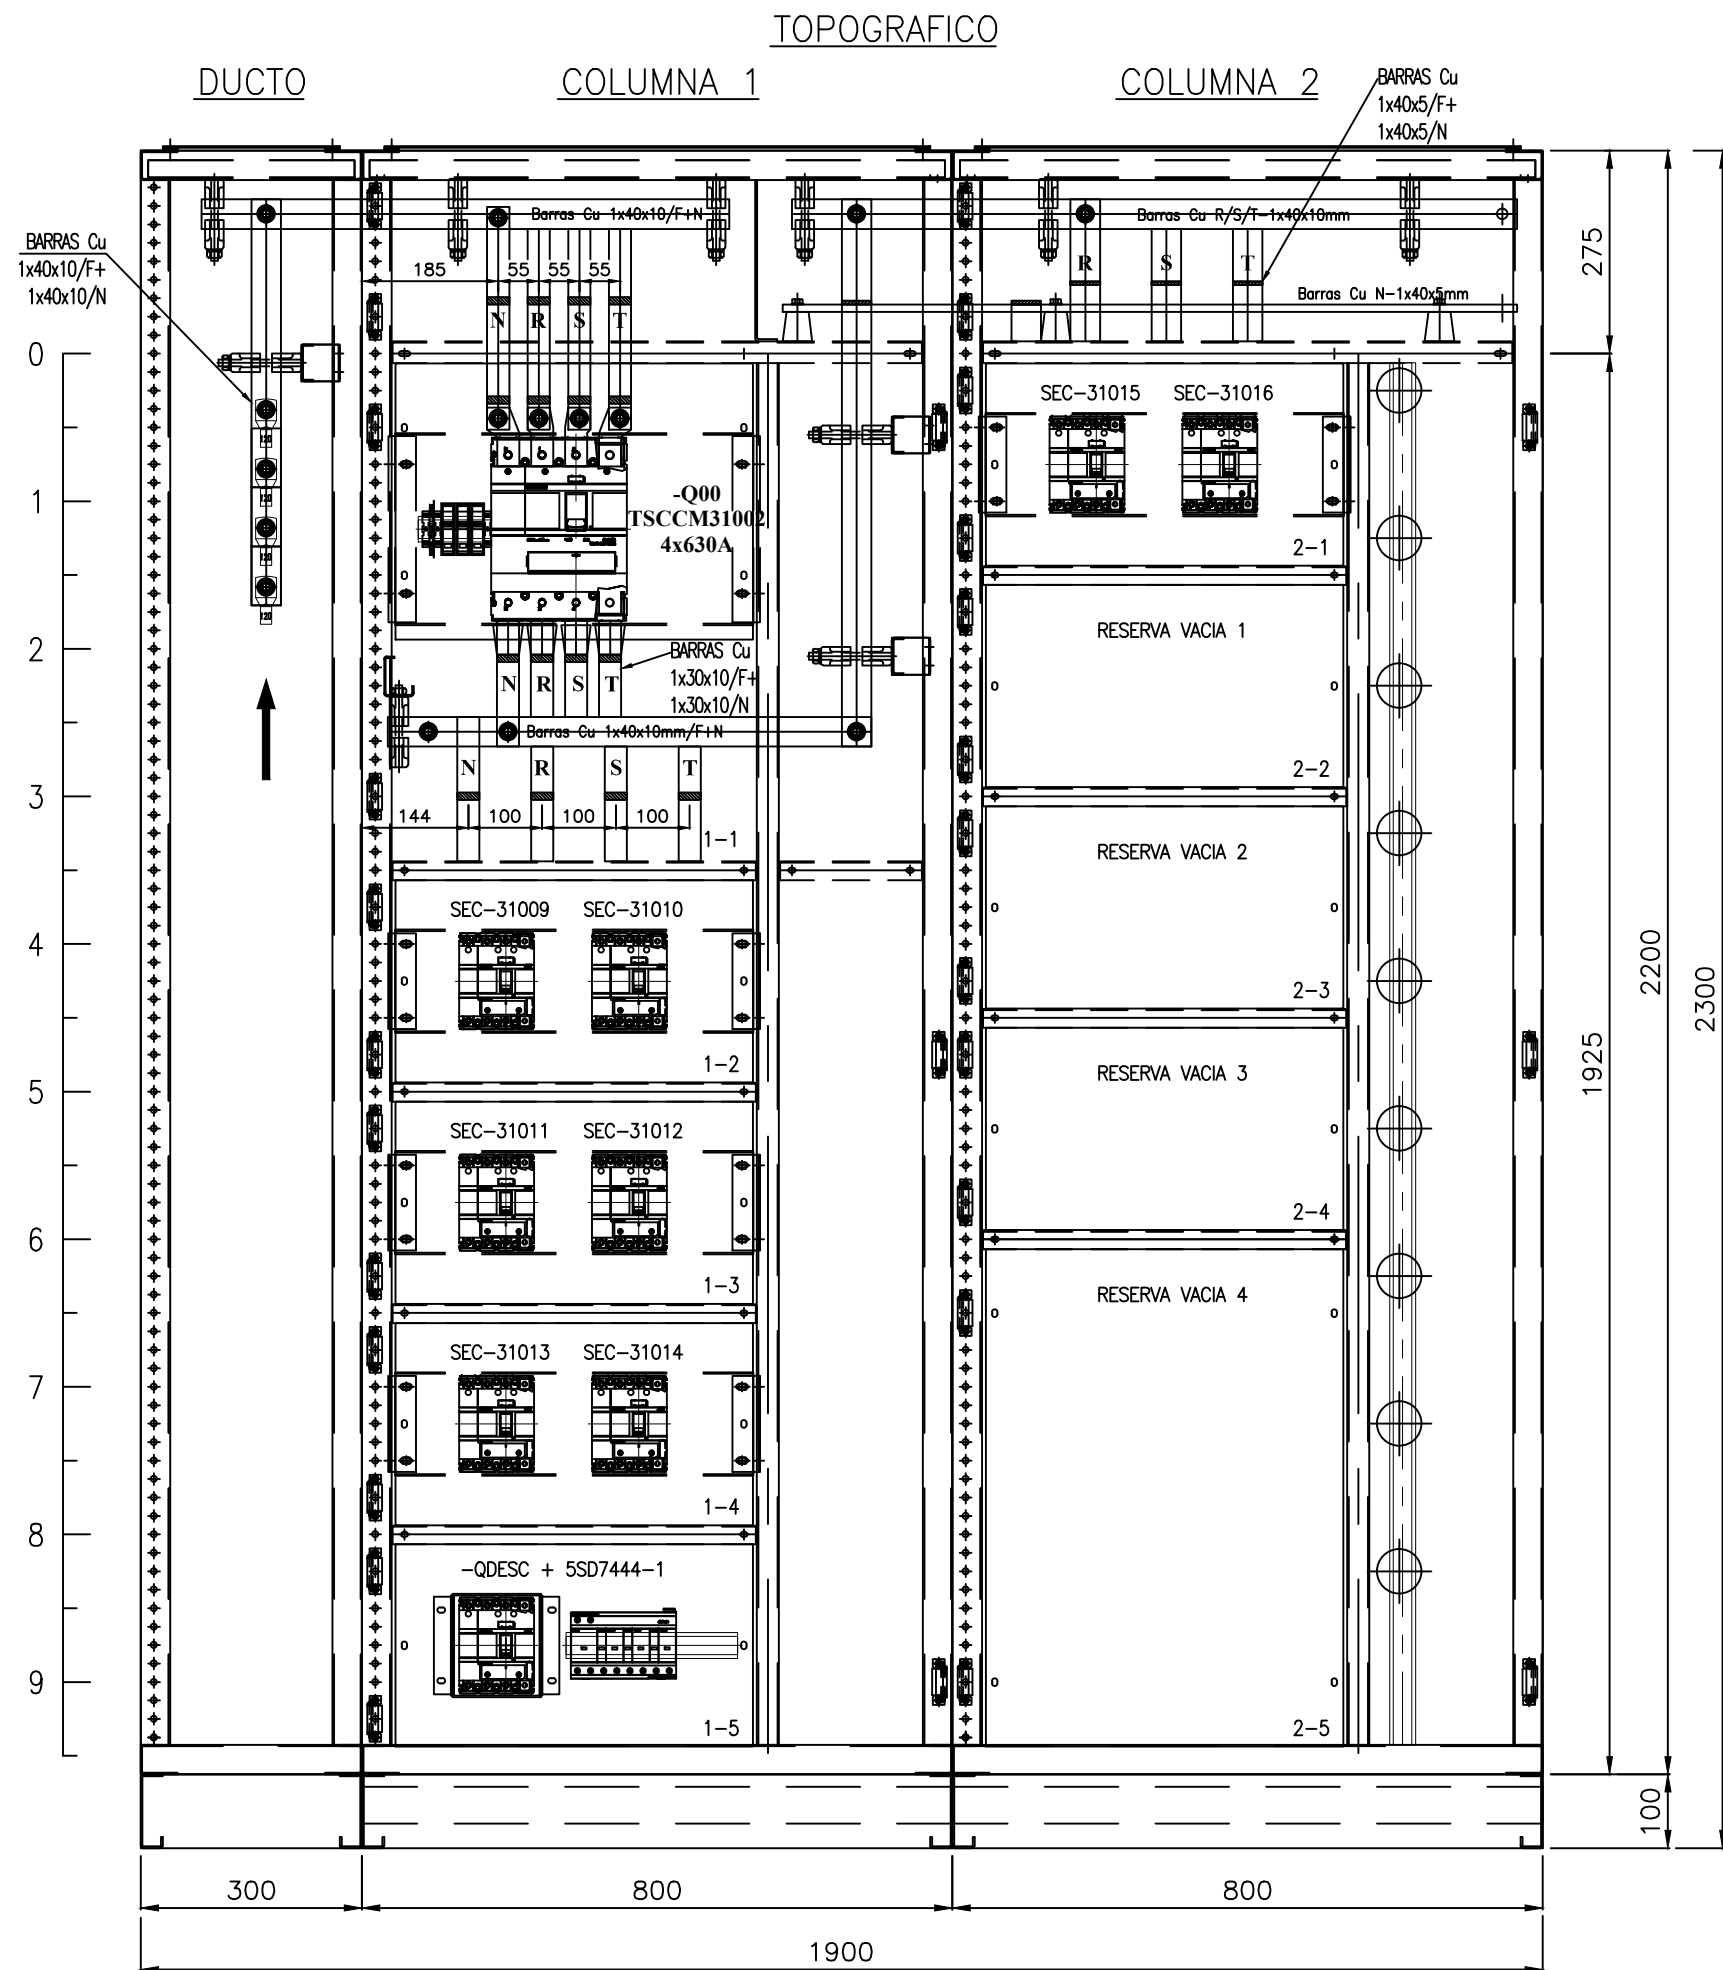 TOPOGRAFICO
DUCTO
COLUMNA 1
COLUMNA 2
BARRAS Cu
1x40x5/F+
1x40x5/N
Barras Cu 1x40x10/F+N
Barras Cu R/S/T-1x40x10mm
BARRAS Cu
1x40x10/F+
1x40x10/N
185
55
55
55
R
S
T
Barras Cu N-1x40x5mm
N
R
S
T
275
0
1
2
3
4
5
6
7
8
9
120
120
120
120
-Q00
TSCCM31002
4x630A
SEC-31015
SEC-31016
2-1
BARRAS Cu
1x30x10/F+
1x30x10/N
N
R
S
T
Barras Cu 1x40x10mm/F+N
N
R
S
T
144
100
100
100
1-1
RESERVA VACIA 1
2-2
RESERVA VACIA 2
2-3
SEC-31009
SEC-31010
1-2
RESERVA VACIA 3
2-4
SEC-31011
SEC-31012
1-3
RESERVA VACIA 4
2-5
SEC-31013
SEC-31014
1-4
-QDESC + 5SD7444-1
1-5
1925
2200
2300
100
300
800
800
1900